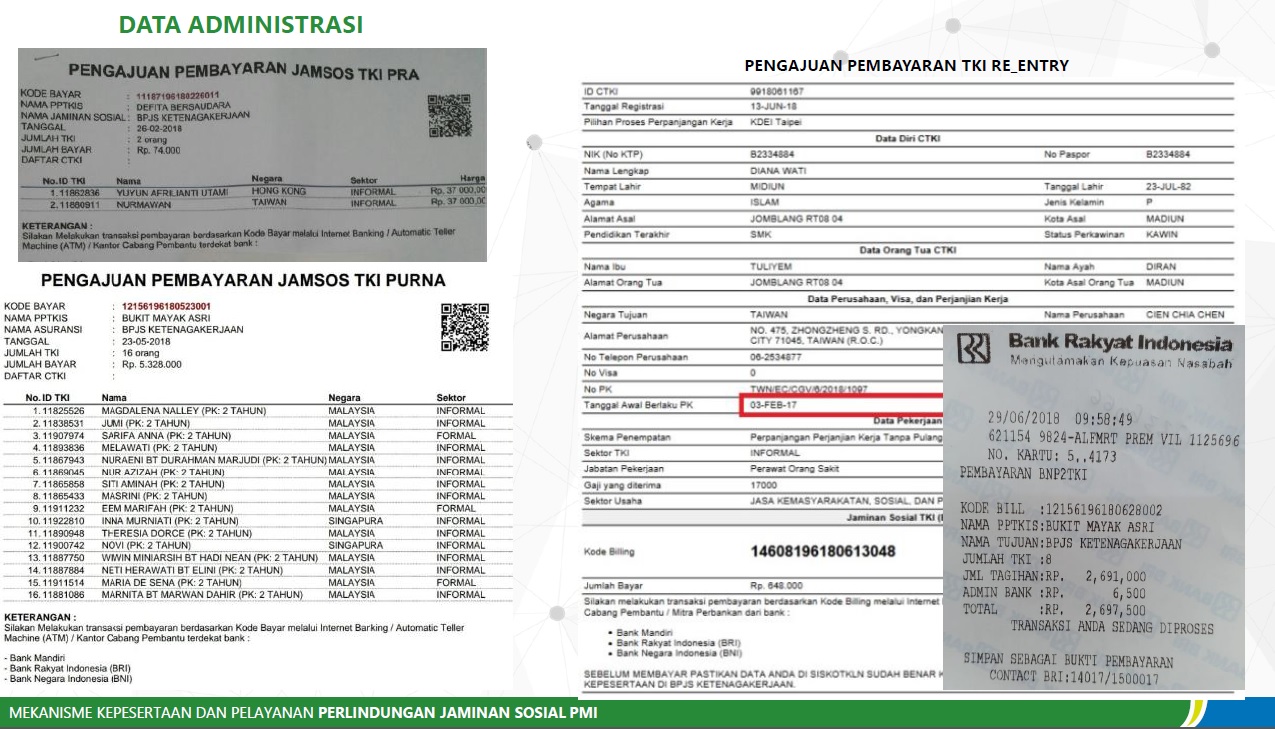 DATA ADMINISTRASI
PENGAJUAN PEMBAYARAN JAMSOS TKI PRA
KODE BAYAR : 11187196180226011
NAMA PPTKIS : DEFITA BERSAUDARA
NAMA JAMINAN SOSIAL : BPJS KETENAGAKERJAAN
TANGGAL : 26-02-2018
JUMLAH TKI : 2 orang
JUMLAH BAYAR : Rp. 74.000
DAFTAR CTKI :
No. ID TKI Nama Negara Sektor Harga
1. 11862836 YUYUN AFRILIANTI UTAMI HONG KONG INFORMAL Rp. 37 000,00
2. 11880911 NURMAWAN TAIWAN INFORMAL Rp. 37 000,00
KETERANGAN :
Silakan Melakukan transaksi pembayaran berdasarkan Kode Bayar melalui Internet Banking / Automatic Teller
Machine (ATM) / Kantor Cabang Pembantu terdekat bank :
PENGAJUAN PEMBAYARAN JAMSOS TKI PURNA
KODE BAYAR : 12156196180523001
NAMA PPTKIS : BUKIT MAYAK ASRI
NAMA ASURANSI : BPJS KETENAGAKERJAAN
TANGGAL : 23-05-2018
JUMLAH TKI : 16 orang
JUMLAH BAYAR : Rp. 5.328.000
DAFTAR CTKI :
No. ID TKI Nama Negara Sektor
1. 11825526 MAGDALENA NALLEY (PK: 2 TAHUN) MALAYSIA INFORMAL
2. 11838531 JUMI (PK: 2 TAHUN) MALAYSIA INFORMAL
3. 11907974 SARIFA ANNA (PK: 2 TAHUN) MALAYSIA FORMAL
4. 11893836 MELAWATI (PK: 2 TAHUN) MALAYSIA INFORMAL
5. 11867943 NURAENI BT DURAHMAN MARJUDI (PK: 2 TAHUN) MALAYSIA INFORMAL
6. 11869045 NUR AZIZAH (PK: 2 TAHUN) MALAYSIA INFORMAL
7. 11865858 SITI AMINAH (PK: 2 TAHUN) MALAYSIA INFORMAL
8. 11865433 MASRINI (PK: 2 TAHUN) MALAYSIA INFORMAL
9. 11911232 EEM MARIFAH (PK: 2 TAHUN) MALAYSIA FORMAL
10. 11922810 INNA MURNIATI (PK: 2 TAHUN) SINGAPURA INFORMAL
11. 11890948 THERESIA DORCE (PK: 2 TAHUN) MALAYSIA INFORMAL
12. 11900742 NOVI (PK: 2 TAHUN) SINGAPURA INFORMAL
13. 11887750 WIWIN MINIARSIH BT HADI NEAN (PK: 2 TAHUN) MALAYSIA INFORMAL
14. 11887884 NETI HERAWATI BT ELINI (PK: 2 TAHUN) MALAYSIA INFORMAL
15. 11911514 MARIA DE SENA (PK: 2 TAHUN) MALAYSIA FORMAL
16. 11881086 MARNITA BT MARWAN DAHIR (PK: 2 TAHUN) MALAYSIA INFORMAL
KETERANGAN :
Silakan Melakukan transaksi pembayaran berdasarkan Kode Bayar melalui Internet Banking / Automatic Teller
Machine (ATM) / Kantor Cabang Pembantu terdekat bank :
- Bank Mandiri
- Bank Rakyat Indonesia (BRI)
- Bank Negara Indonesia (BNI)
PENGAJUAN PEMBAYARAN TKI RE_ENTRY
ID CTKI 9918061167
Tanggal Registrasi 13-JUN-18
Pilihan Proses Perpanjangan Kerja KDEI Taipei
Data Diri CTKI
NIK (No KTP) B2334884 No Paspor B2334884
Nama Lengkap DIANA WATI
Tempat Lahir MIDIUN Tanggal Lahir 23-JUL-82
Agama ISLAM Jenis Kelamin P
Alamat Asal JOMBLANG RT08 04 Kota Asal MADIUN
Pendidikan Terakhir SMK Status Perkawinan KAWIN
Data Orang Tua CTKI
Nama Ibu TULIYEM Nama Ayah DIRAN
Alamat Orang Tua JOMBLANG RT08 04 Kota Asal Orang Tua MADIUN
Data Perusahaan, Visa, dan Perjanjian Kerja
Negara Tujuan TAIWAN Nama Perusahaan CIEN CHIA CHEN
Alamat Perusahaan NO. 475, ZHONGZHENG S. RD., YONGKAN
CITY 71045, TAIWAN (R.O.C.)
No Telepon Perusahaan 06-2534877
No Visa 0
No PK TWN/EC/CGV/6/2018/1097
Tanggal Awal Berlaku PK 03-FEB-17
Data Pekerjaan
Skema Penempatan Perpanjangan Perjanjian Kerja Tanpa Pulang
Sektor TKI INFORMAL
Jabatan Pekerjaan Perawat Orang Sakit
Gaji yang diterima 17000
Sektor Usaha JASA KEMASYARAKATAN, SOSIAL, DAN P
Jaminan Sosial TKI (
Kode Billing 14608196180613048
Jumlah Bayar Rp. 648.000
Silakan melakukan transaksi pembayaran berdasarkan Kode Billing melalui Internet
Cabang Pembantu / Mitra Perbankan dari bank :
• Bank Mandiri
• Bank Rakyat Indonesia (BRI)
• Bank Negara Indonesia (BNI)
SEBELUM MEMBAYAR PASTIKAN DATA ANDA DI SISKOTKLN SUDAH BENAR K
KEPESERTAAN DI BPJS KETENAGAKERJAAN.
Bank Rakyat Indonesia
Mengutamakan Kepuasan Nasabah
29/06/2018 09:58:49
621154 9824-ALFMRT PREM VIL 1125696
NO. KARTU: 5,,4173
PEMBAYARAN BNP2TKI
KODE BILL :12156196180628002
NAMA PPTKIS:BUKIT MAYAK ASRI
NAMA TUJUAN:BPJS KETENAGAKERJAAN
JUMLAH TKI :8
JML TAGIHAN:RP. 2,691,000
ADMIN BANK :RP. 6,500
TOTAL :RP. 2,697,500
TRANSAKSI ANDA SEDANG DIPROSES
SIMPAN SEBAGAI BUKTI PEMBAYARAN
CONTACT BRI:14017/1500017
MEKANISME KEPESERTAAN DAN PELAYANAN PERLINDUNGAN JAMINAN SOSIAL PMI